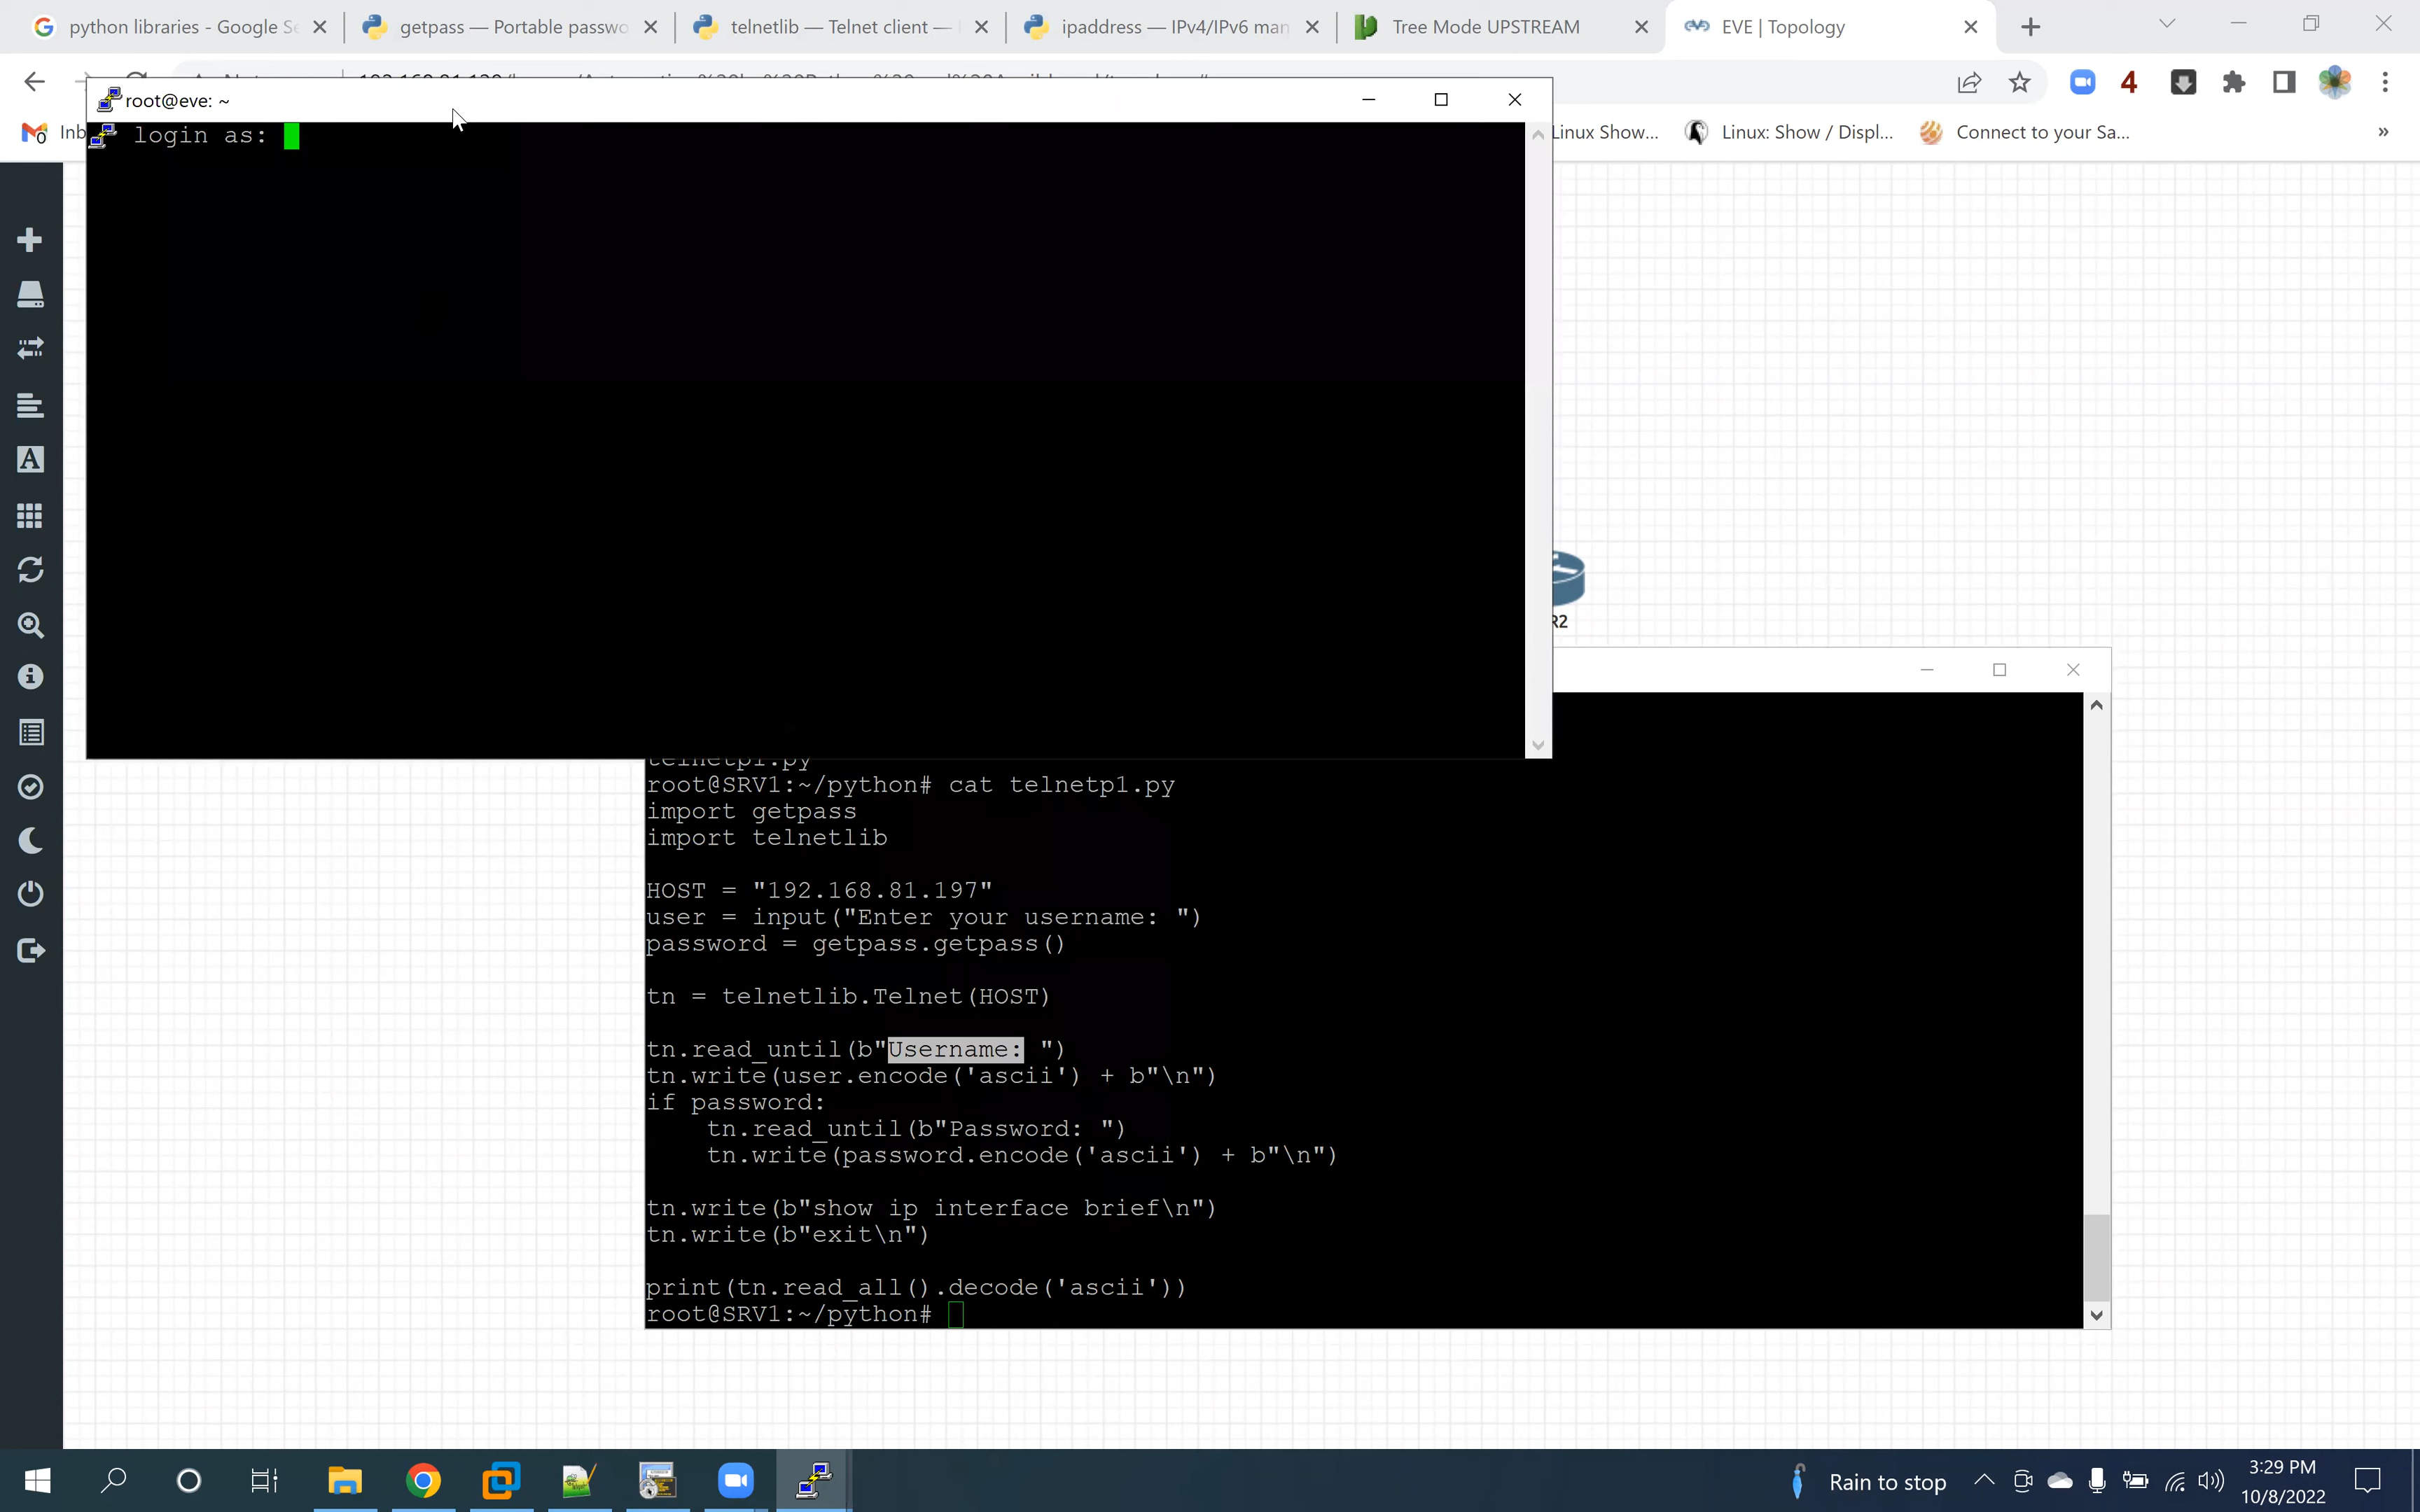 python libraries - Google Se
getpass — Portable passwo
telnetlib — Telnet client —
ipaddress — IPv4/IPv6 man
Tree Mode UPSTREAM
EVE | Topology
4
root@eve: ~
Inb
Linux Show...
Linux: Show / Displ...
Connect to your Sa...
»
login as:
R2
telnetp1.py
root@SRV1:~/python# cat telnetp1.py
import getpass
import telnetlib
HOST = "192.168.81.197"
user = input("Enter your username: ")
password = getpass.getpass()
tn = telnetlib.Telnet(HOST)
tn.read_until(b"Username: ")
tn.write(user.encode('ascii') + b"\n")
if password:
tn.read_until(b"Password: ")
tn.write(password.encode('ascii') + b"\n")
tn.write(b"show ip interface brief\n")
tn.write(b"exit\n")
print(tn.read_all().decode('ascii'))
root@SRV1:~/python#
Rain to stop
3:29 PM
10/8/2022